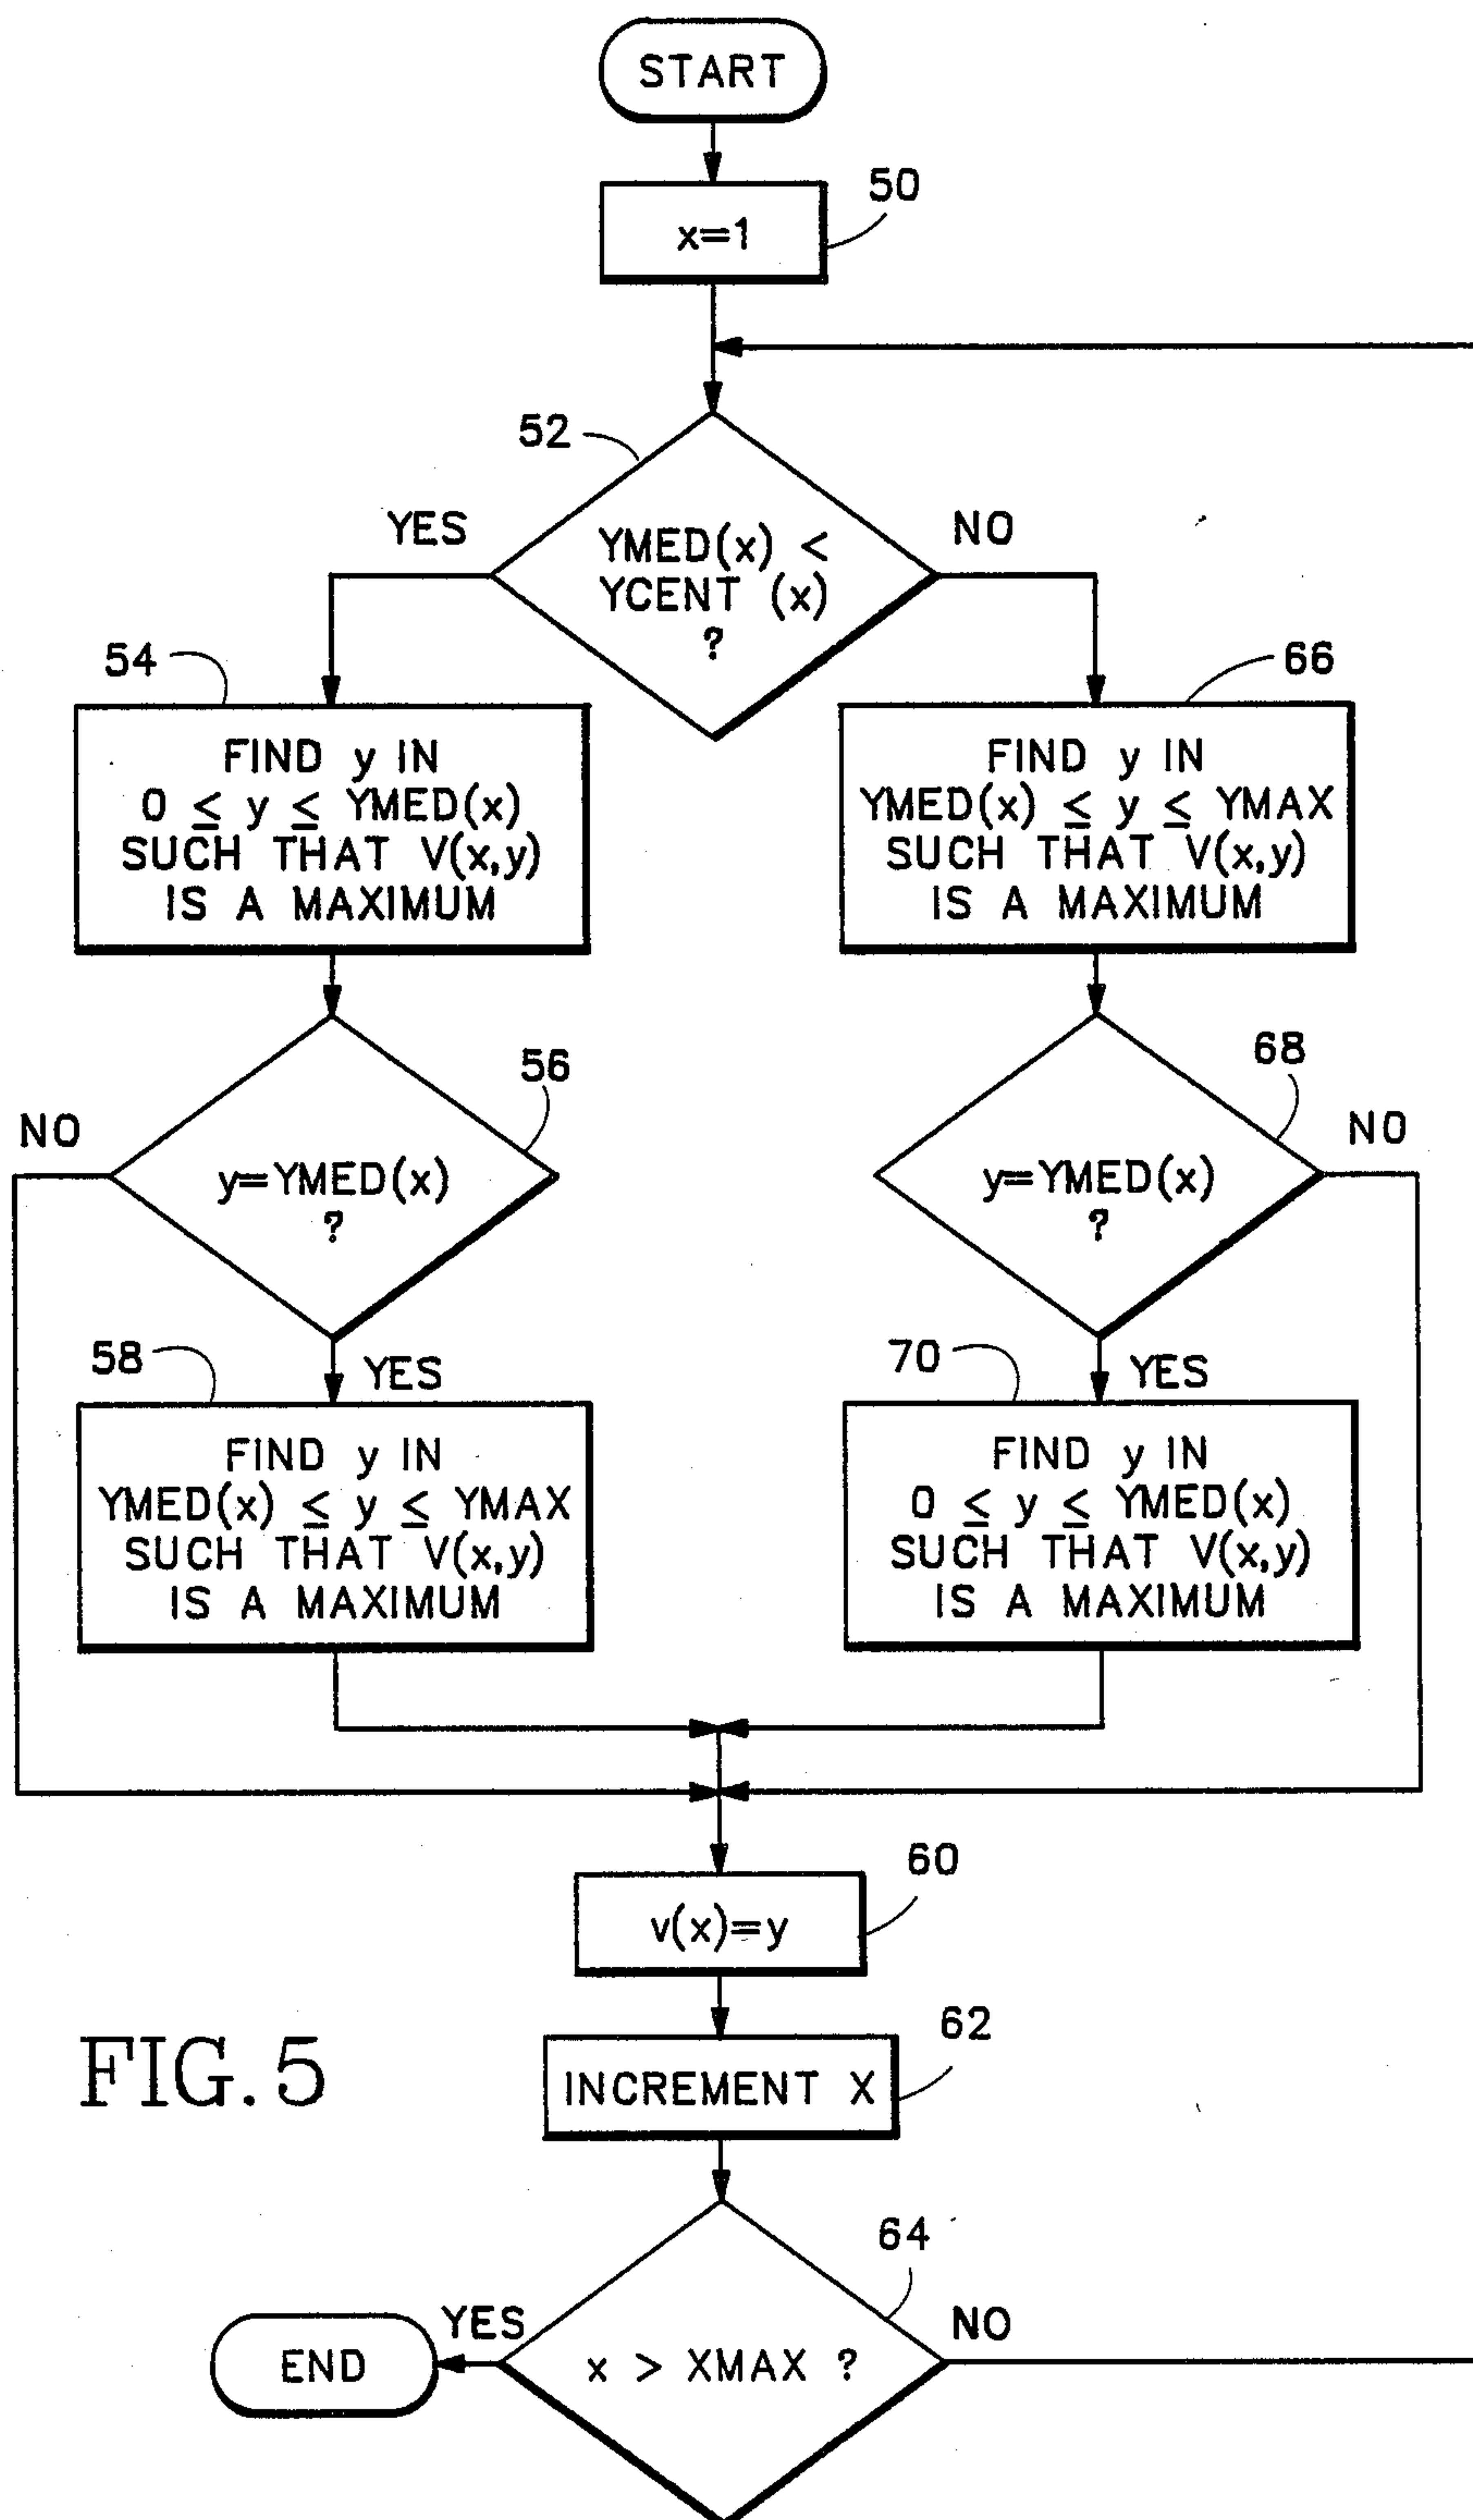 START
50
x=1
52
YES
YMED(x) <
YCENT (x)
?
NO
54
FIND y IN
0 ≤ y ≤ YMED(x)
SUCH THAT V(x,y)
IS A MAXIMUM
66
FIND y IN
YMED(x) ≤ y ≤ YMAX
SUCH THAT V(x,y)
IS A MAXIMUM
56
NO
y=YMED(x)
?
YES
68
NO
y=YMED(x)
?
YES
58
FIND y IN
YMED(x) ≤ y ≤ YMAX
SUCH THAT V(x,y)
IS A MAXIMUM
70
FIND y IN
0 ≤ y ≤ YMED(x)
SUCH THAT V(x,y)
IS A MAXIMUM
60
v(x)=y
62
INCREMENT X
FIG. 5
64
YES
x > XMAX ?
NO
END